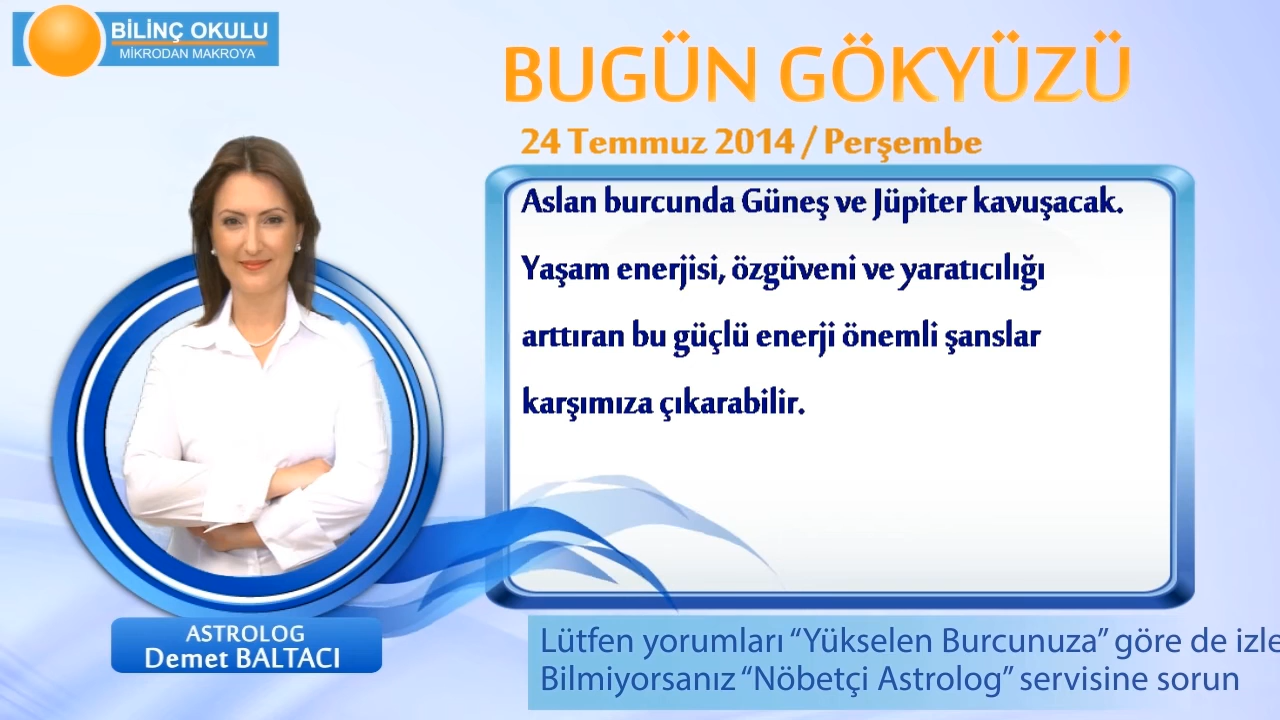 BİLİNÇ OKULU
MİKRODAN MAKROYA
BUGÜN GÖKYÜZÜ
24 Temmuz 2014 / Perşembe
Aslan burcunda Güneş ve Jüpiter kavuşacak.
Yaşam enerjisi, özgüveni ve yaratıcılığı
arttıran bu güçlü enerji önemli şanslar
karşımıza çıkarabilir.
ASTROLOG
Demet BALTACI
Lütfen yorumları “Yükselen Burcunuza” göre de izle
Bilmiyorsanız “Nöbetçi Astrolog” servisine sorun